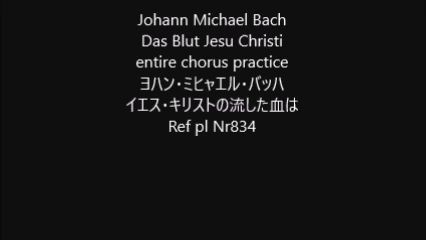 Johann Michael Bach
Das Blut Jesu Christi
entire chorus practice
ヨハン・ミヒャエル・バッハ
イエス・キリストの流した血は
Ref pl Nr834